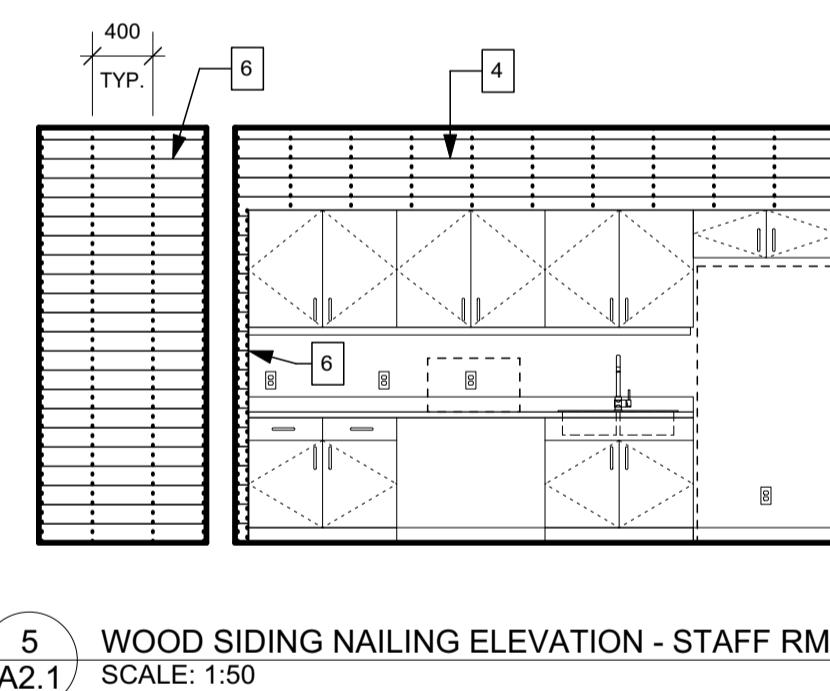 400
TYP.
6
4
6
5
A2.1
WOOD SIDING NAILING ELEVATION - STAFF RM
SCALE: 1:50